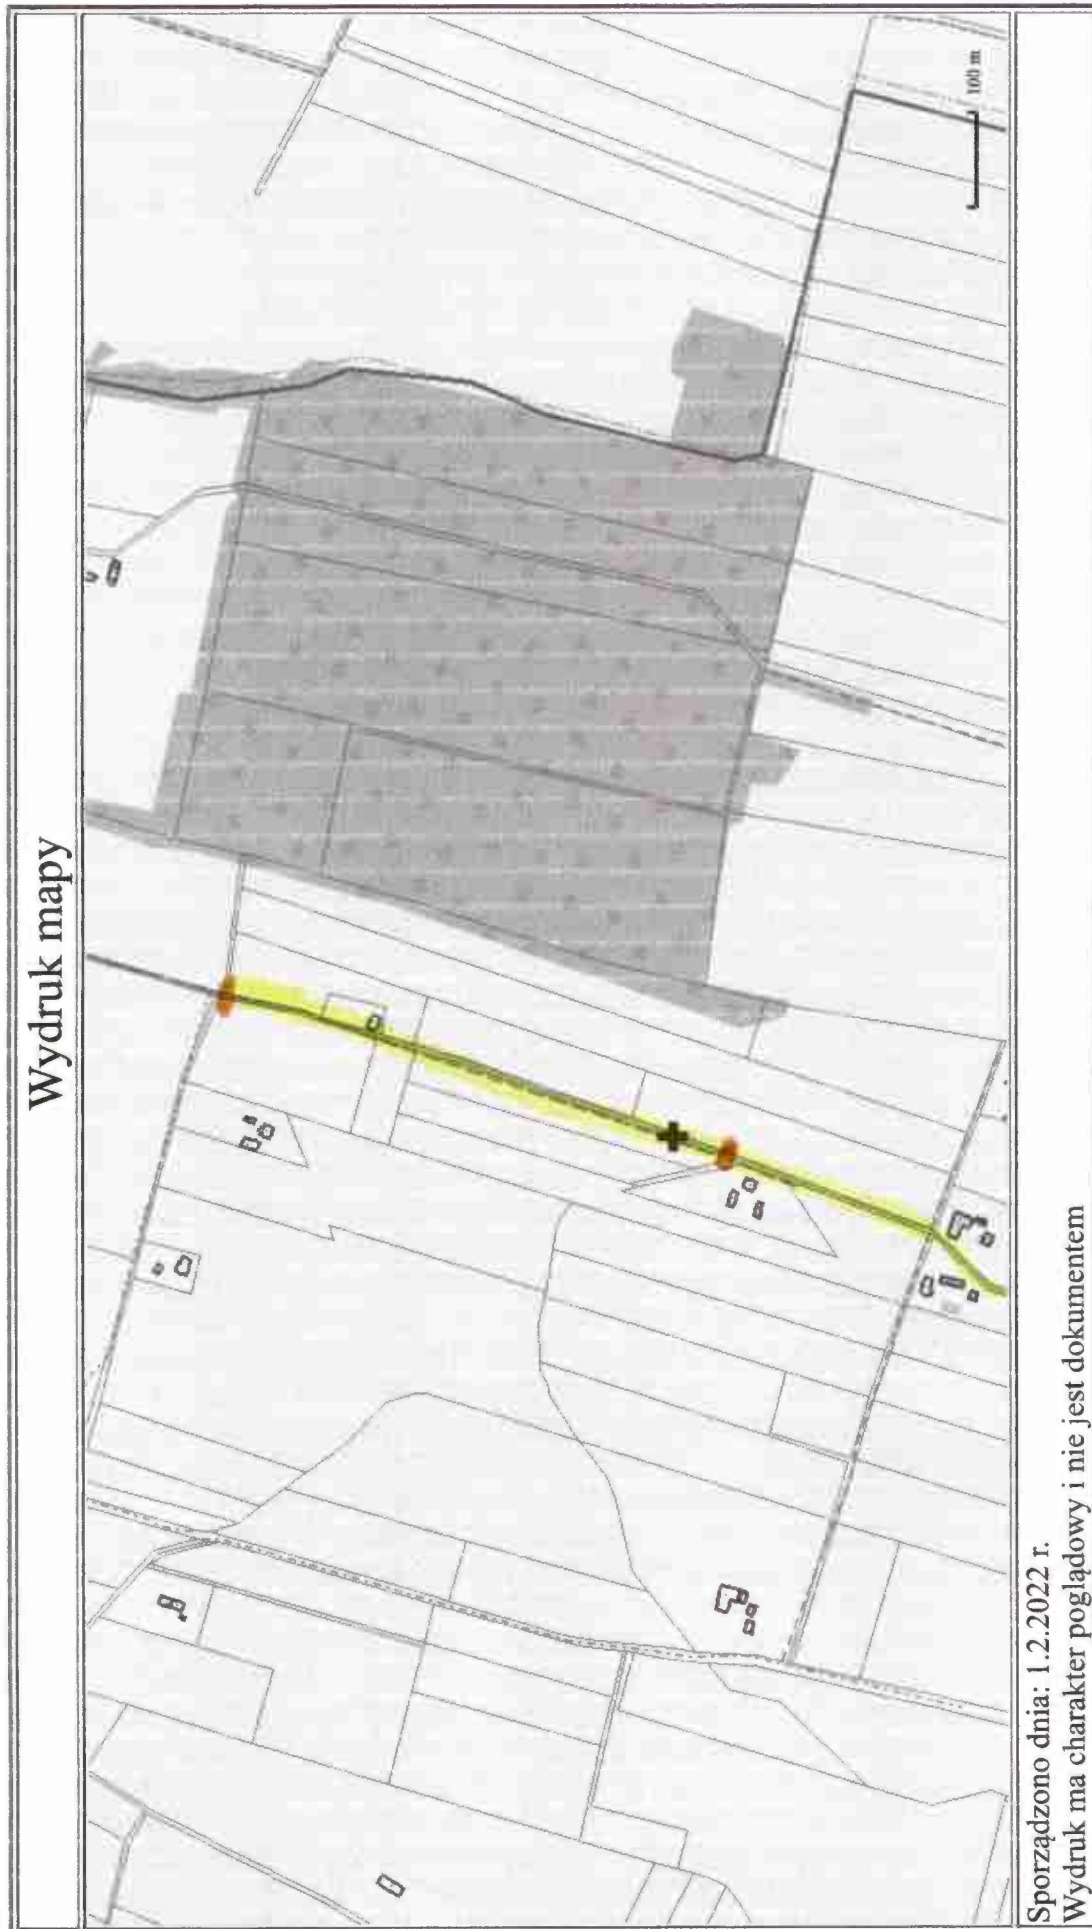 Wydruk mapy
100 m
Sporządzono dnia: 1.2.2022 r.
Wydruk ma charakter poglądowy i nie jest dokumentem